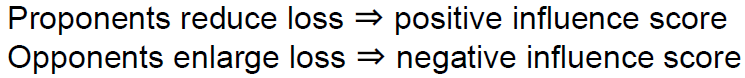 Proponents reduce loss ⇒ positive influence score
Opponents enlarge loss ⇒ negative influence score